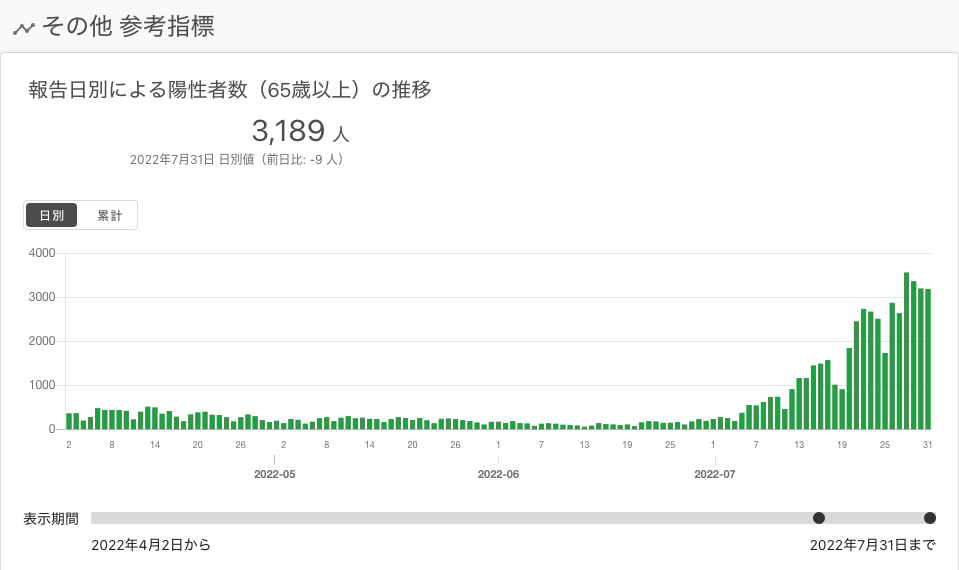 その他 参考指標
報告日別による陽性者数（65歳以上）の推移
3,189 人
2022年7月31日 日別値（前日比: -9 人）
日別 累計
4000
3000
2000
1000
0
2 8 14 20 26 2 8 14 20 26 1 7 13 19 25 1 7 13 19 25 31
2022-05 2022-06 2022-07
表示期間
2022年4月2日から 2022年7月31日まで